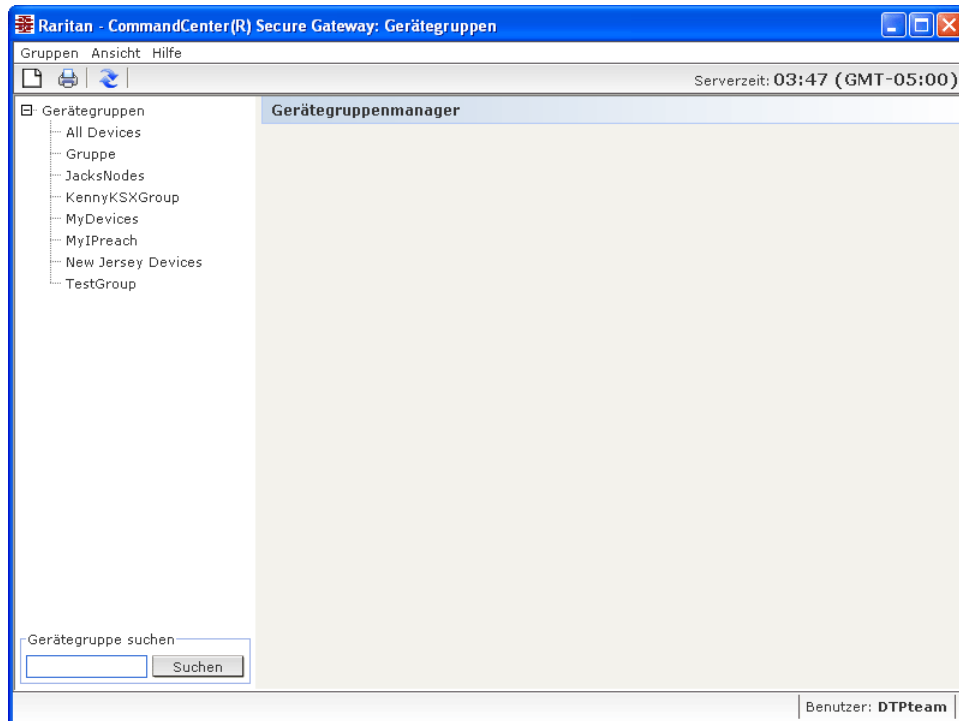 Raritan - CommandCenter(R) Secure Gateway: Gerätegruppen
Gruppen Ansicht Hilfe
Serverzeit: 03:47 (GMT-05:00)
Gerätegruppen
All Devices
Gruppe
JacksNodes
KennyKSXGroup
MyDevices
MyIPreach
New Jersey Devices
TestGroup
Gerätegruppenmanager
Gerätegruppe suchen
Suchen
Benutzer: DTPteam